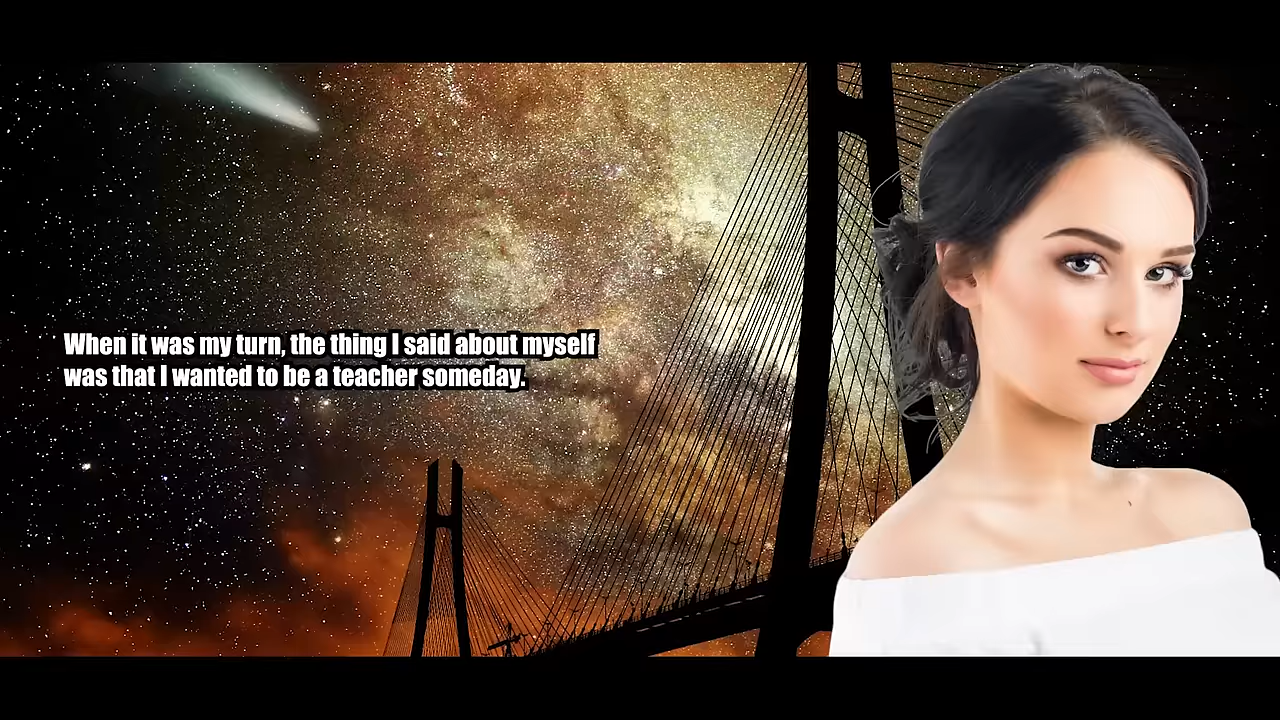 When it was my turn, the thing I said about myself
was that I wanted to be a teacher someday.